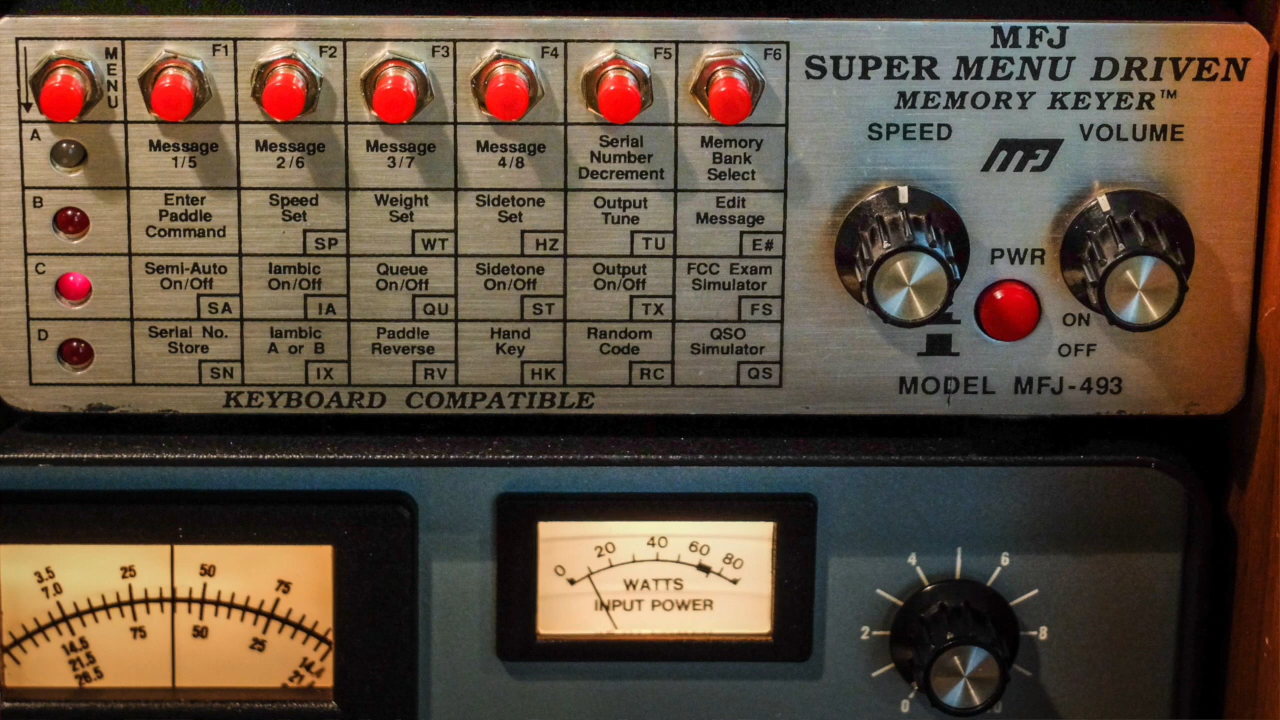 MENU
F1
F2
F3
F4
F5
F6
MFJ
SUPER MENU DRIVEN
MEMORY KEYER™
SPEED
VOLUME
MFJ
A
Message
1/5
Message
2/6
Message
3/7
Message
4/8
Serial
Number
Decrement
Memory
Bank
Select
B
Enter
Paddle
Command
Speed
Set
SP
Weight
Set
WT
Sidetone
Set
HZ
Output
Tune
TU
Edit
Message
E#
C
Semi-Auto
On/Off
SA
Iambic
On/Off
IA
Queue
On/Off
QU
Sidetone
On/Off
ST
Output
On/Off
TX
FCC Exam
Simulator
FS
D
Serial No.
Store
SN
Iambic
A or B
IX
Paddle
Reverse
RV
Hand
Key
HK
Random
Code
RC
QSO
Simulator
QS
PWR
ON
OFF
KEYBOARD COMPATIBLE
MODEL MFJ-493
3.5
7.0
25
50
75
75
50
25
14.5
21.5
28.5
0
20
40
60
80
WATTS
INPUT POWER
0
2
4
6
8